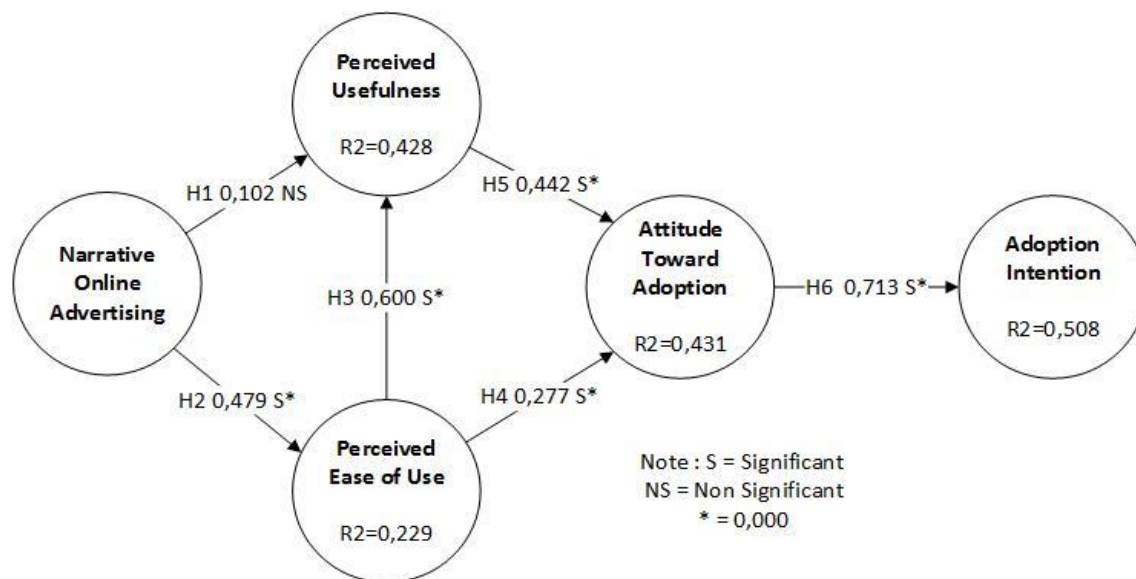 Perceived
Usefulness
R2=0,428
H1 0,102 NS
H5 0,442 S*
Narrative
Online
Advertising
H3 0,600 S*
Attitude
Toward
Adoption
R2=0,431
H6 0,713 S*
Adoption
Intention
R2=0,508
H2 0,479 S*
H4 0,277 S*
Perceived
Ease of Use
R2=0,229
Note : S = Significant
NS = Non Significant
* = 0,000